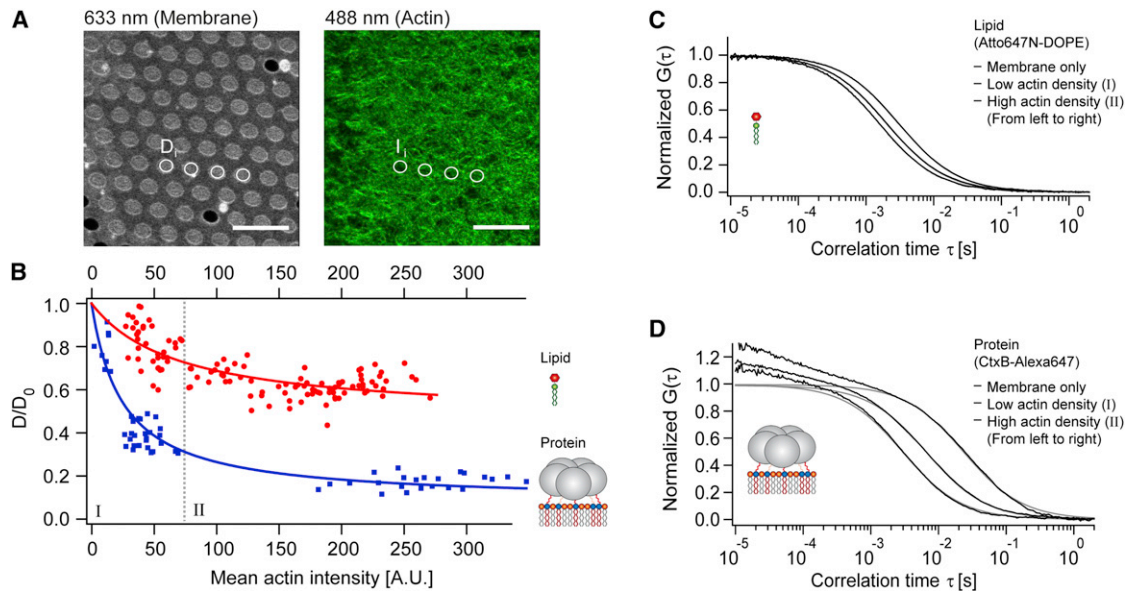 A
633 nm (Membrane)
488 nm (Actin)
Di
Ii
B
0 50 100 150 200 250 300
D/D0
1.0
0.8
0.6
0.4
0.2
0.0
I
II
0 50 100 150 200 250 300
Mean actin intensity [A.U.]
Lipid
Protein
C
Normalized G(τ)
1.0
0.8
0.6
0.4
0.2
0.0
10-5 10-4 10-3 10-2 10-1 100
Correlation time τ [s]
Lipid
(Atto647N-DOPE)
– Membrane only
– Low actin density (I)
– High actin density (II)
(From left to right)
D
Normalized G(τ)
1.2
1.0
0.8
0.6
0.4
0.2
0.0
10-5 10-4 10-3 10-2 10-1 100
Correlation time τ [s]
Protein
(CtxB-Alexa647)
– Membrane only
– Low actin density (I)
– High actin density (II)
(From left to right)